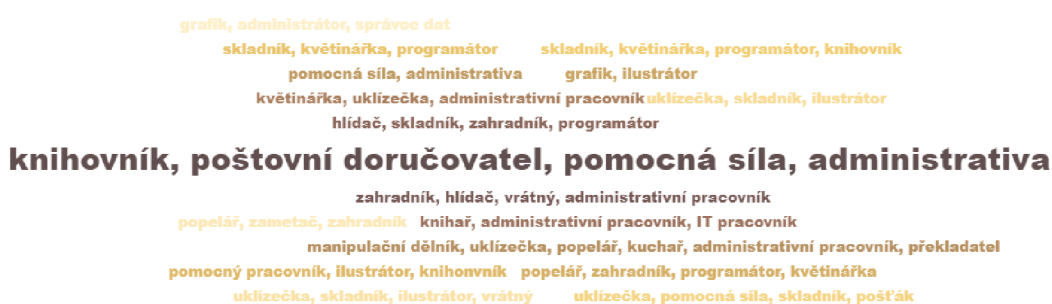 grafik, administrátor, správce dat
skladník, květinářka, programátor skladník, květinářka, programátor, knihovník
pomocná síla, administrativa grafik, ilustrátor
květinářka, uklízečka, administrativní pracovník uklízečka, skladník, ilustrátor
hlídač, skladník, zahradník, programátor
knihovník, poštovní doručovatel, pomocná síla, administrativa
zahradník, hlídač, vrátný, administrativní pracovník
popelář, zametač, zahradník knihař, administrativní pracovník, IT pracovník
manipulační dělník, uklízečka, popelář, kuchař, administrativní pracovník, překladatel
pomocný pracovník, ilustrátor, knihonvník popelář, zahradník, programátor, květinářka
uklízečka, skladník, ilustrátor, vrátný uklízečka, pomocná síla, skladník, pošťák